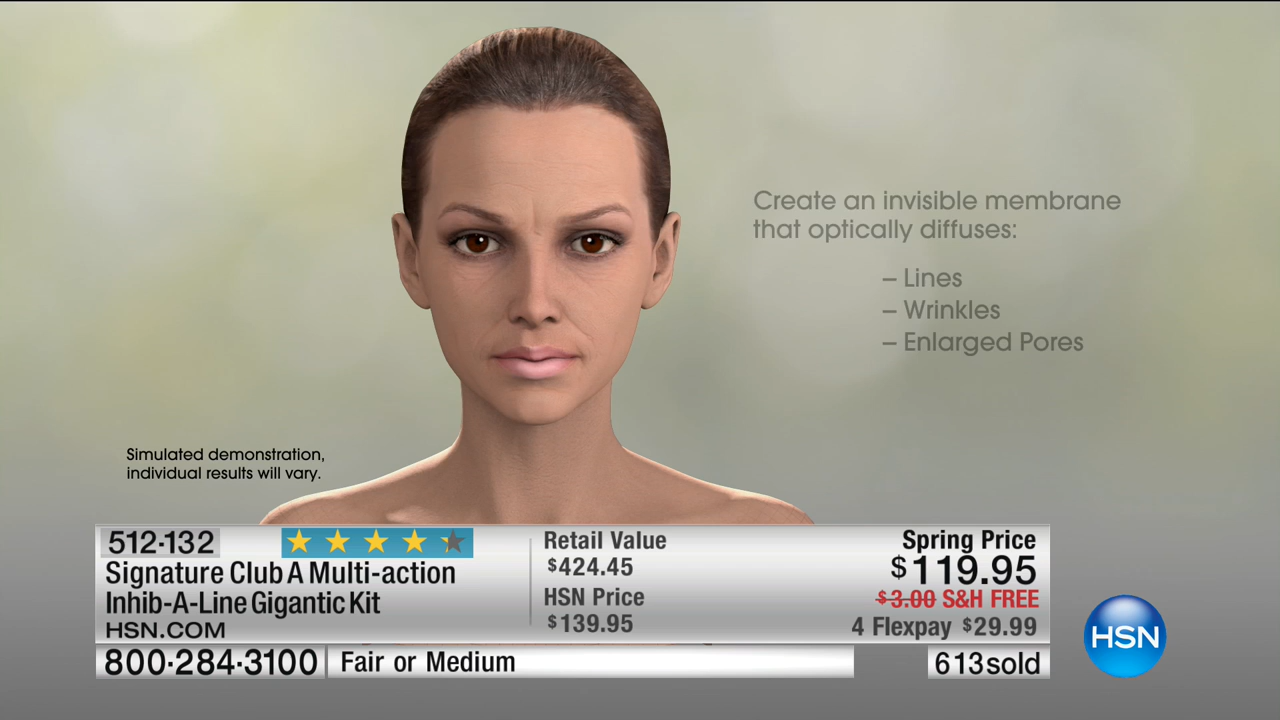 Create an invisible membrane
that optically diffuses:
– Lines
– Wrinkles
– Enlarged Pores
Simulated demonstration,
individual results will vary.
512-132
Signature Club A Multi-action
Inhib-A-Line Gigantic Kit
HSN.COM
Retail Value
$424.45
HSN Price
$139.95
Spring Price
$119.95
$3.00 S&H FREE
4 Flexpay $29.99
HSN
800-284-3100
Fair or Medium
613sold